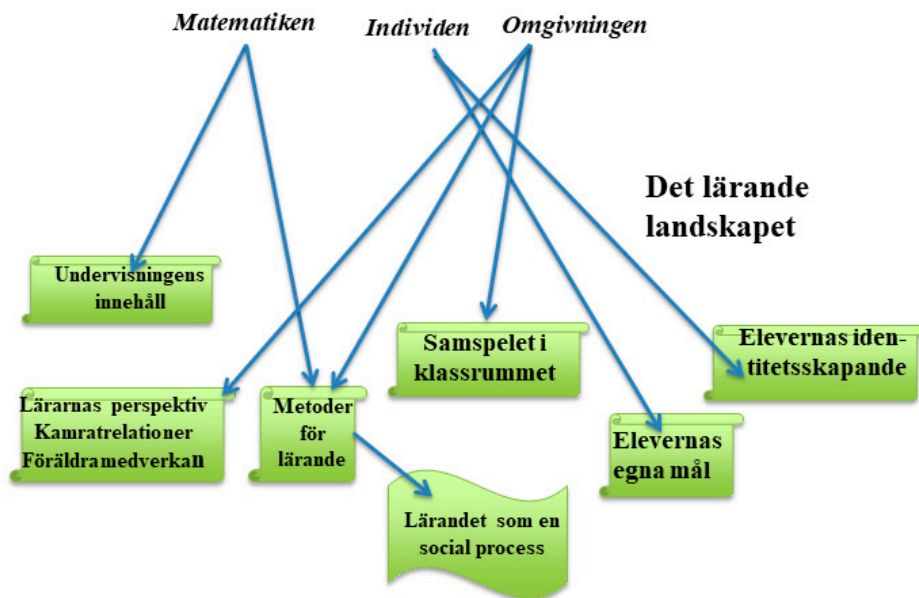 Matematiken
Individen
Omgivningen
Det lärande
landskapet
Undervisningens
innehåll
Samspelet i
klassrummet
Elevernas iden-
titetsskapande
Lärarnas perspektiv
Kamratrelationer
Föräldramedverkan
Metoder
för
lärande
Elevernas
egna mål
Lärandet som en
social process